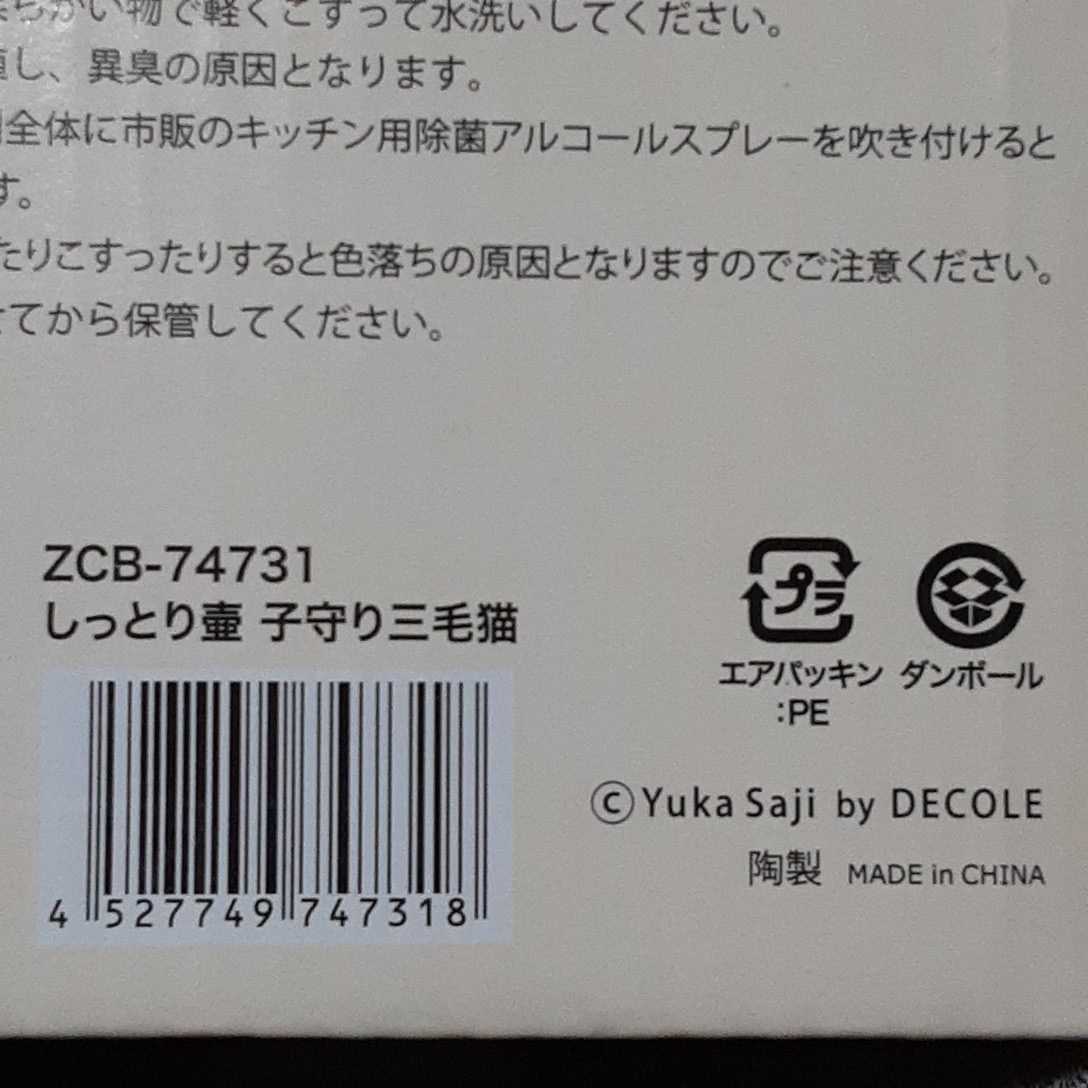 い物で軽くこすって水洗いしてください。
し、異臭の原因となります。
全体に市販のキッチン用除菌アルコールスプレーを吹き付けると
す。
たりこすったりすると色落ちの原因となりますのでご注意ください。
てから保管してください。
ZCB-74731
しっとり壷 子守り三毛猫
プラ
エアパッキン ダンボール
:PE
ⓒYuka Saji by DECOLE
陶製 MADE in CHINA
4 527749 747318